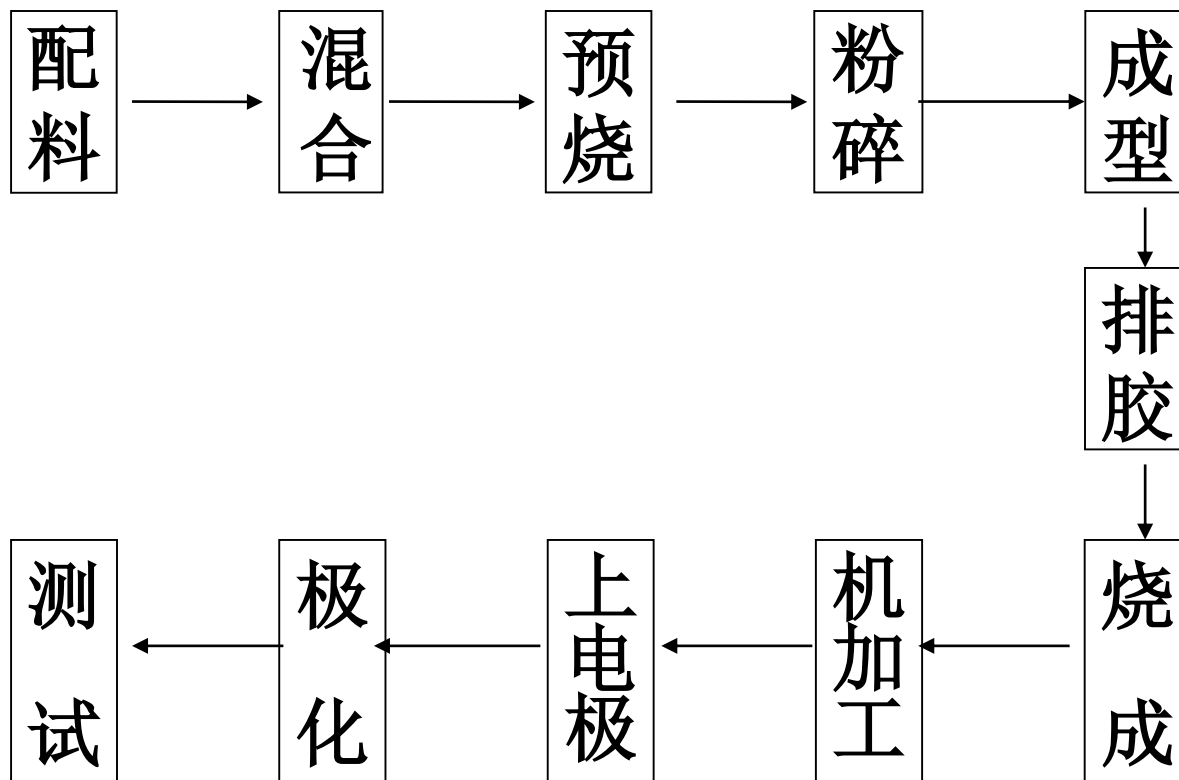 配料
混合
预烧
粉碎
成型
排胶
烧成
机加工
上电极
极化
测试